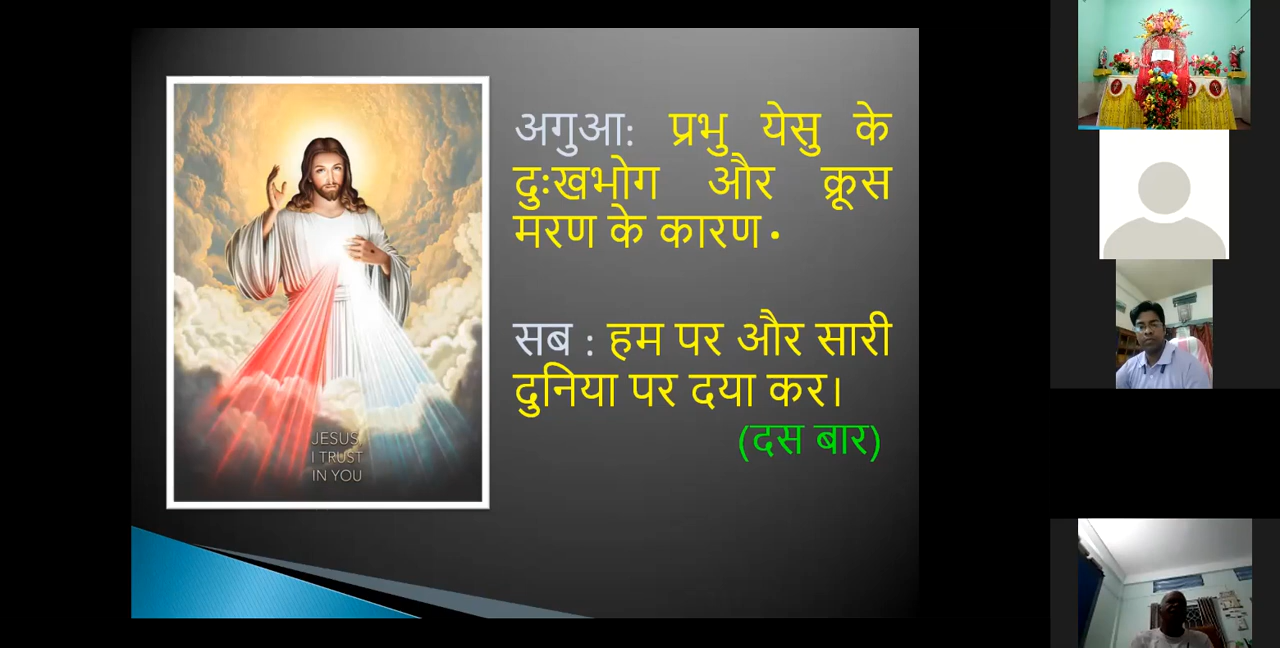 JESUS,
I TRUST
IN YOU
अगुआ: प्रभु येसु के
दुःखभोग और क्रूस
मरण के कारण·
सब : हम पर और सारी
दुनिया पर दया कर।
(दस बार)